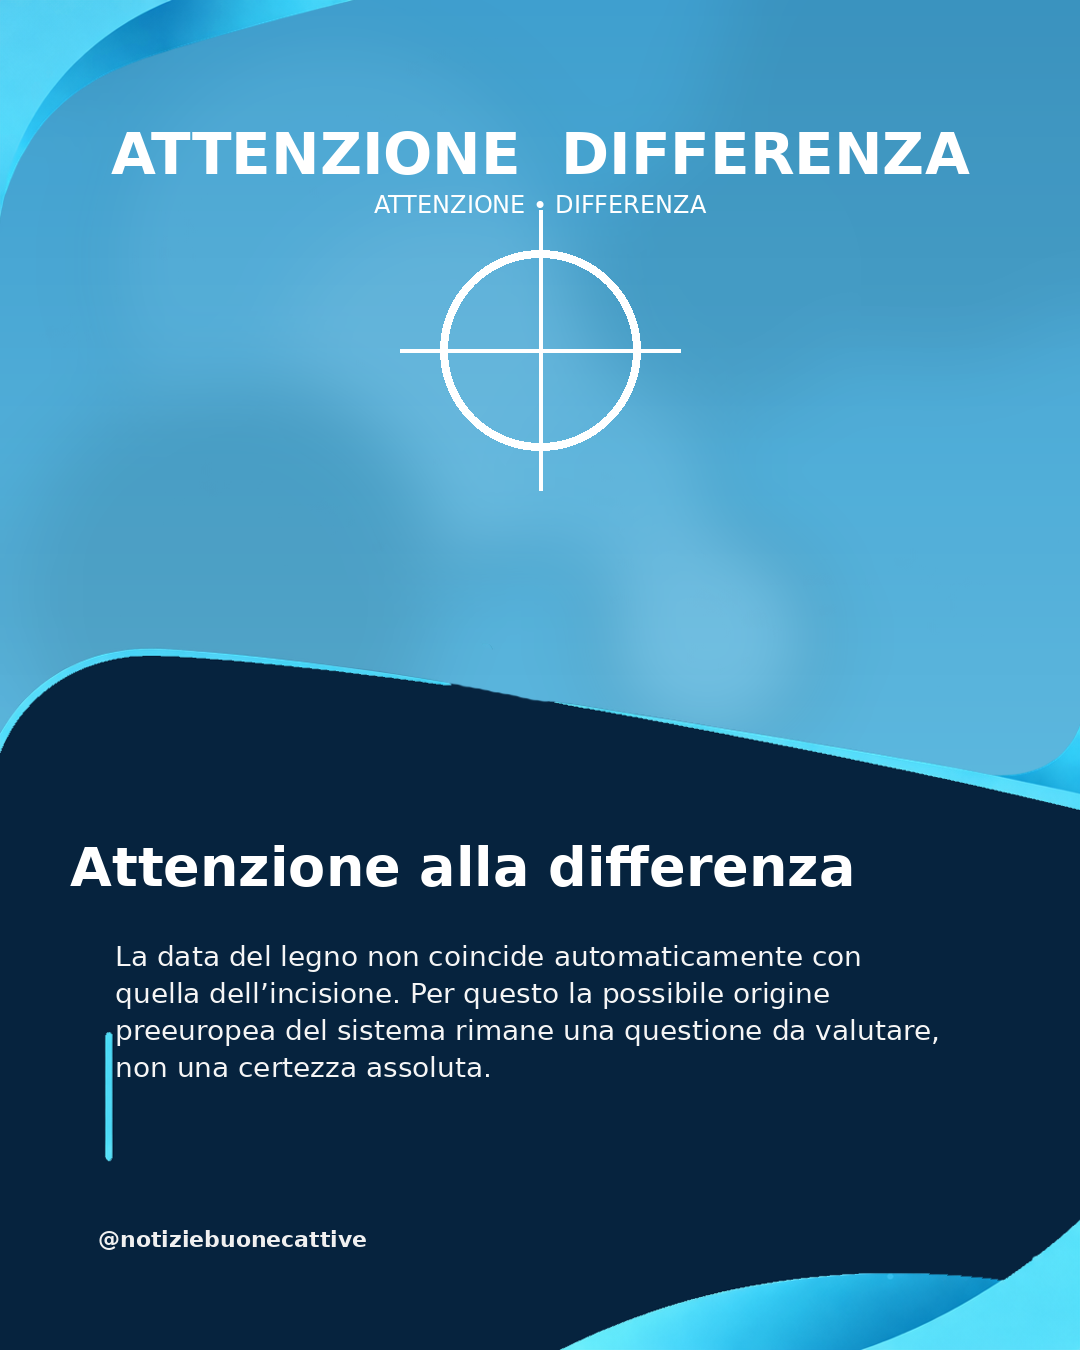 ATTENZIONE DIFFERENZA
ATTENZIONE • DIFFERENZA
Attenzione alla differenza
La data del legno non coincide automaticamente con
quella dell’incisione. Per questo la possibile origine
preeuropea del sistema rimane una questione da valutare,
non una certezza assoluta.
@notiziebuonecattive